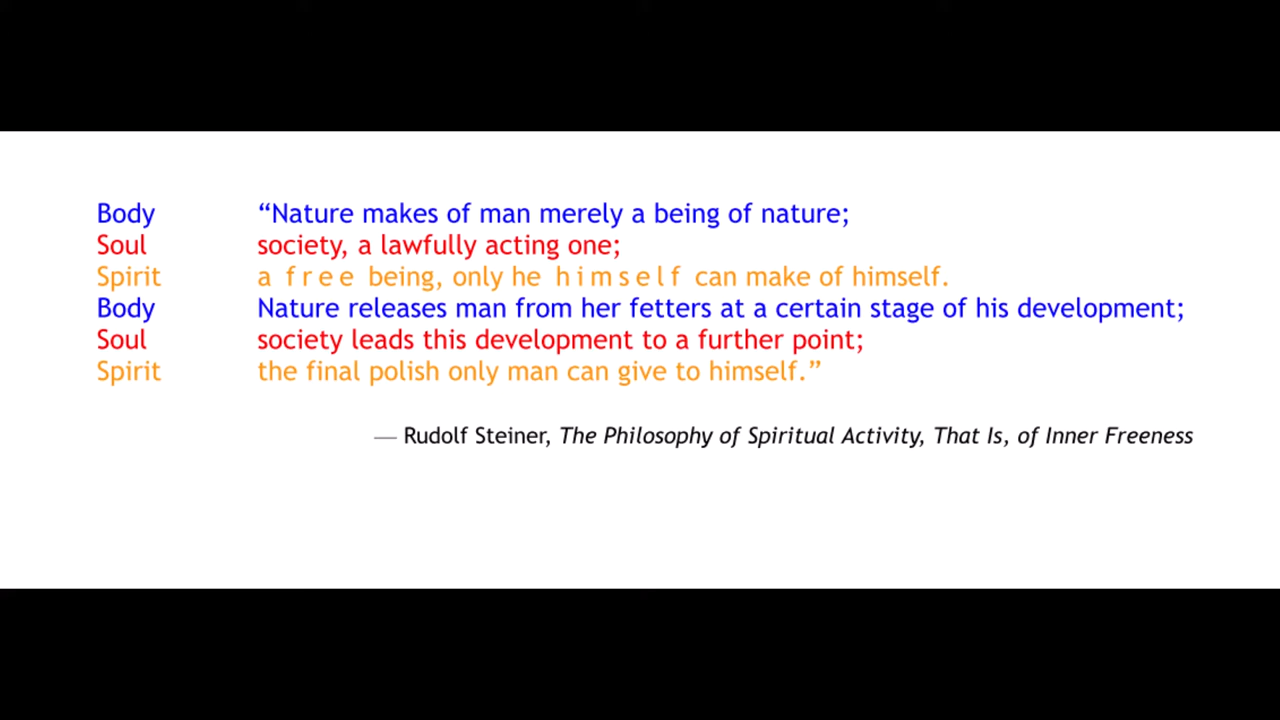 Body “Nature makes of man merely a being of nature;
Soul society, a lawfully acting one;
Spirit a f r e e being, only he h i m s e l f can make of himself.
Body Nature releases man from her fetters at a certain stage of his development;
Soul society leads this development to a further point;
Spirit the final polish only man can give to himself.”
— Rudolf Steiner, The Philosophy of Spiritual Activity, That Is, of Inner Freeness